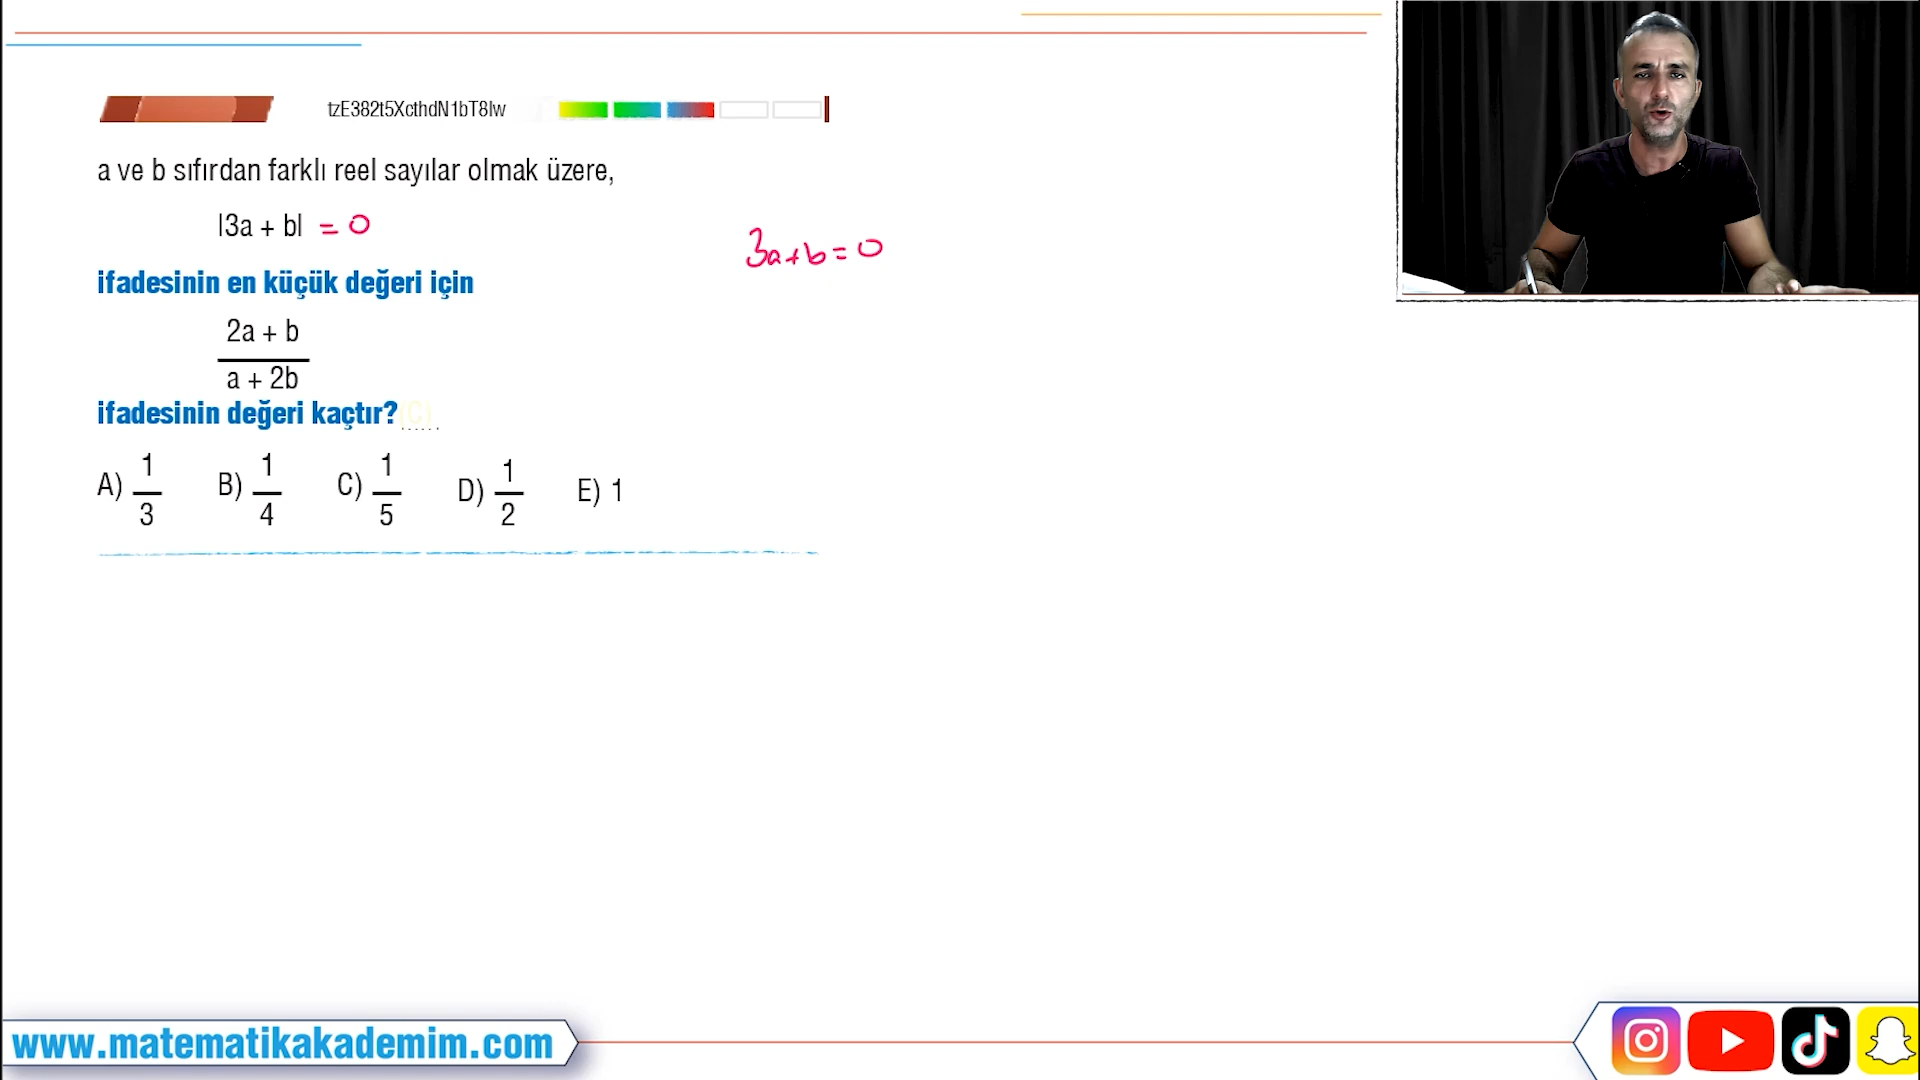 tzE382t5XcthdN1bT8Iw
a ve b sıfırdan farklı reel sayılar olmak üzere,
|3a + b| = 0
3a+b=0
ifadesinin en küçük değeri için
2a + b
a + 2b
ifadesinin değeri kaçtır? (C)
A) 1/3 B) 1/4 C) 1/5 D) 1/2 E) 1
www.matematikakademim.com